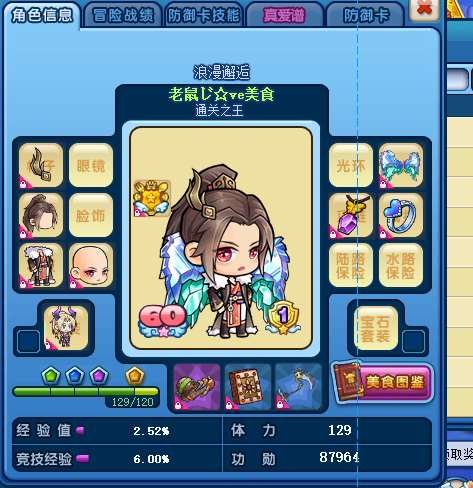 角色信息 冒险战绩 防御卡技能 真爱谱 防御卡
浪漫邂逅
老鼠じ☆ve美食
通关之王
子 眼镜 光环
脸饰
陆路保险 水路保险
60 1
宝石套装
129/120 美食图鉴
经验值 2.52% 体力 129
竞技经验 6.00% 功勋 87964
取奖